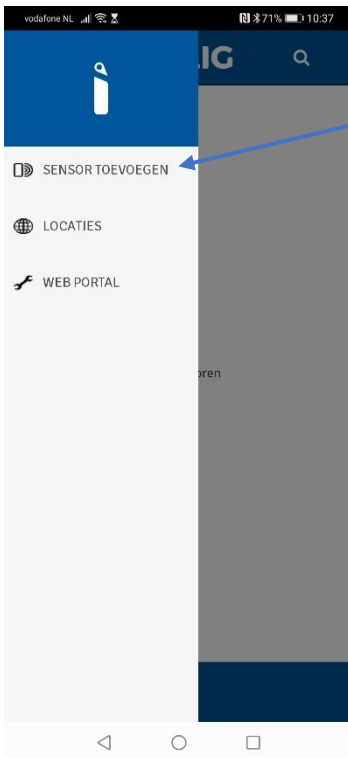 vodafone NL 71% 10:37
IG
SENSOR TOEVOEGEN
LOCATIES
WEB PORTAL
oren